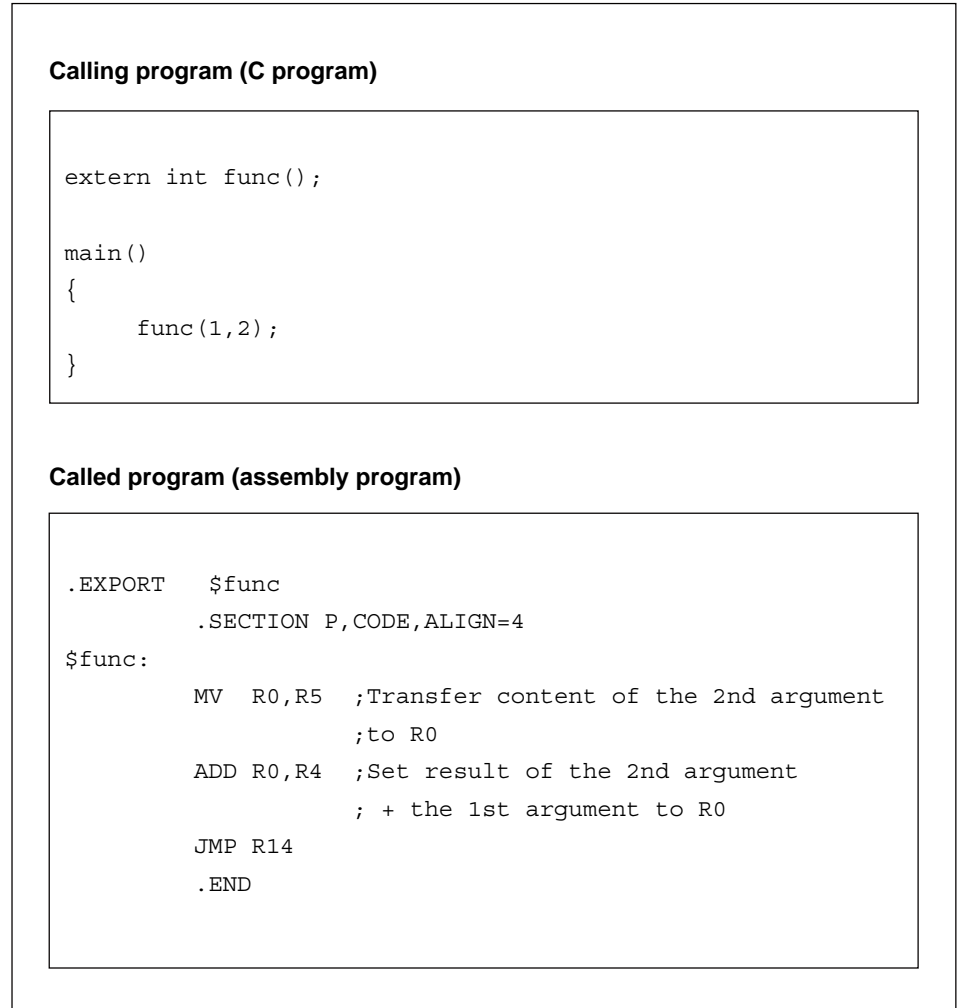 Calling program (C program)
extern int func();
main()
{
func(1,2);
}
Called program (assembly program)
.EXPORT $func
.SECTION P,CODE,ALIGN=4
$func:
MV R0,R5 ;Transfer content of the 2nd argument
;to R0
ADD R0,R4 ;Set result of the 2nd argument
; + the 1st argument to R0
JMP R14
.END